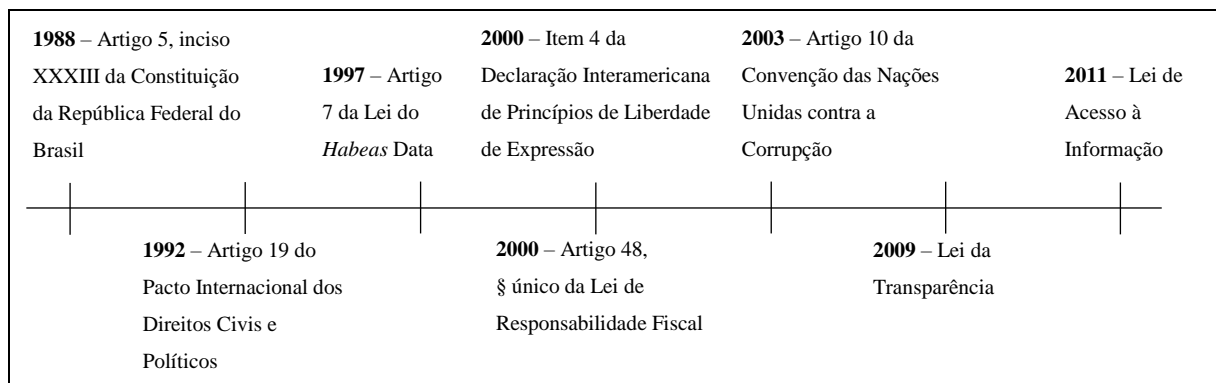 1988 – Artigo 5, inciso
XXXIII da Constituição
da República Federal do
Brasil
1997 – Artigo
7 da Lei do
Habeas Data
2000 – Item 4 da
Declaração Interamericana
de Princípios de Liberdade
de Expressão
2003 – Artigo 10 da
Convenção das Nações
Unidas contra a
Corrupção
2011 – Lei de
Acesso à
Informação
1992 – Artigo 19 do
Pacto Internacional dos
Direitos Civis e
Políticos
2000 – Artigo 48,
§ único da Lei de
Responsabilidade Fiscal
2009 – Lei da
Transparência